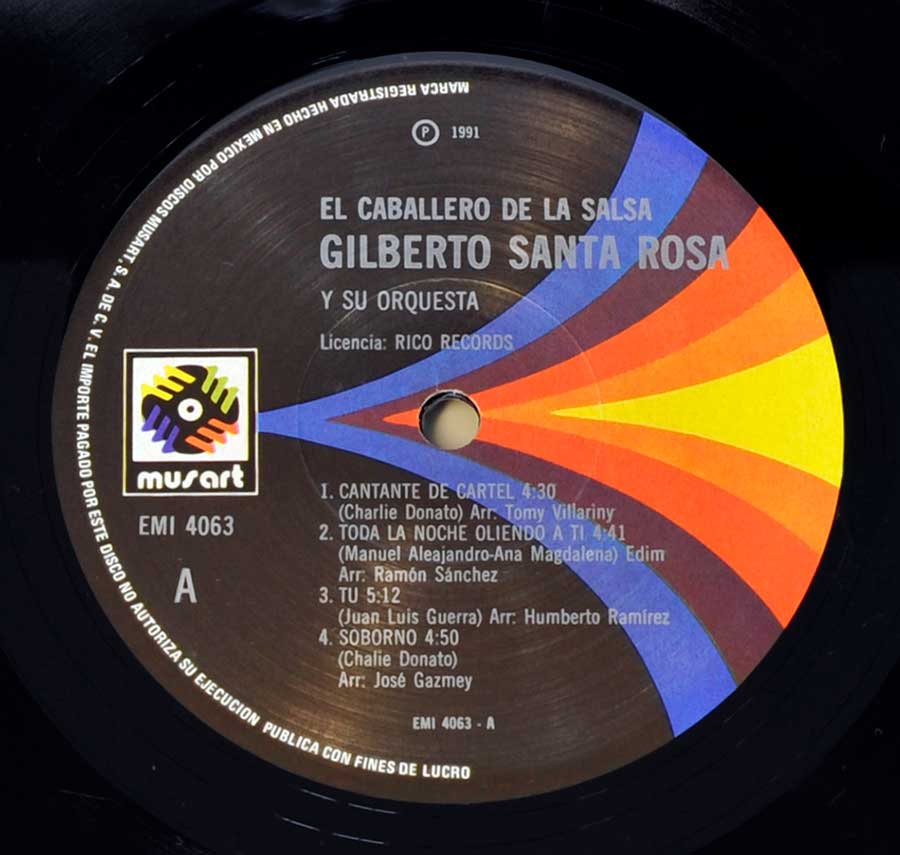 MARCA REGISTRADA HECHO EN MEXICO POR DISCOS MUSART, S. A. DE C. V. EL IMPORTE PAGADO POR ESTE DISCO NO AUTORIZA SU EJECUCION PUBLICA CON FINES DE LUCRO
Ⓟ 1991
EL CABALLERO DE LA SALSA
GILBERTO SANTA ROSA
Y SU ORQUESTA
Licencia: RICO RECORDS
musart
EMI 4063
A
1. CANTANTE DE CARTEL 4:30
(Charlie Donato) Arr: Tomy Villariny
2. TODA LA NOCHE OLIENDO A TI 4:41
(Manuel Aleajandro-Ana Magdalena) Edim
Arr: Ramón Sánchez
3. TU 5:12
(Juan Luis Guerra) Arr: Humberto Ramírez
4. SOBORNO 4:50
(Chalie Donato)
Arr: José Gazmey
EMI 4063 - A